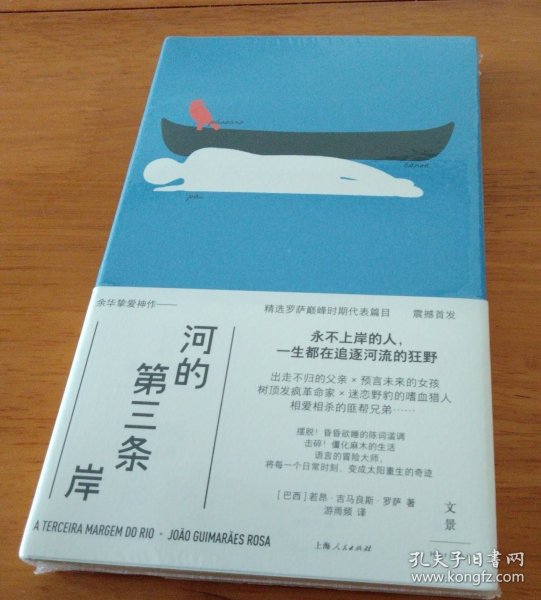 canoa
pai
余华挚爱神作——
精选罗萨巅峰时期代表篇目 震撼首发
河的
第三条
岸
永不上岸的人，
一生都在追逐河流的狂野
出走不归的父亲 × 预言未来的女孩
树顶发疯革命家 × 迷恋野豹的嗜血猎人
相爱相杀的匪帮兄弟……
摆脱！昏昏欲睡的陈词滥调
击碎！僵化麻木的生活
语言的冒险大师，
将每一个日常时刻，变成太阳重生的奇迹
[巴西] 若昂·吉马良斯·罗萨 著
游雨频 译
文景
A TERCEIRA MARGEM DO RIO - JOÃO GUIMARÃES ROSA
上海人民出版社
孔夫子旧书网
www.kongfz.com